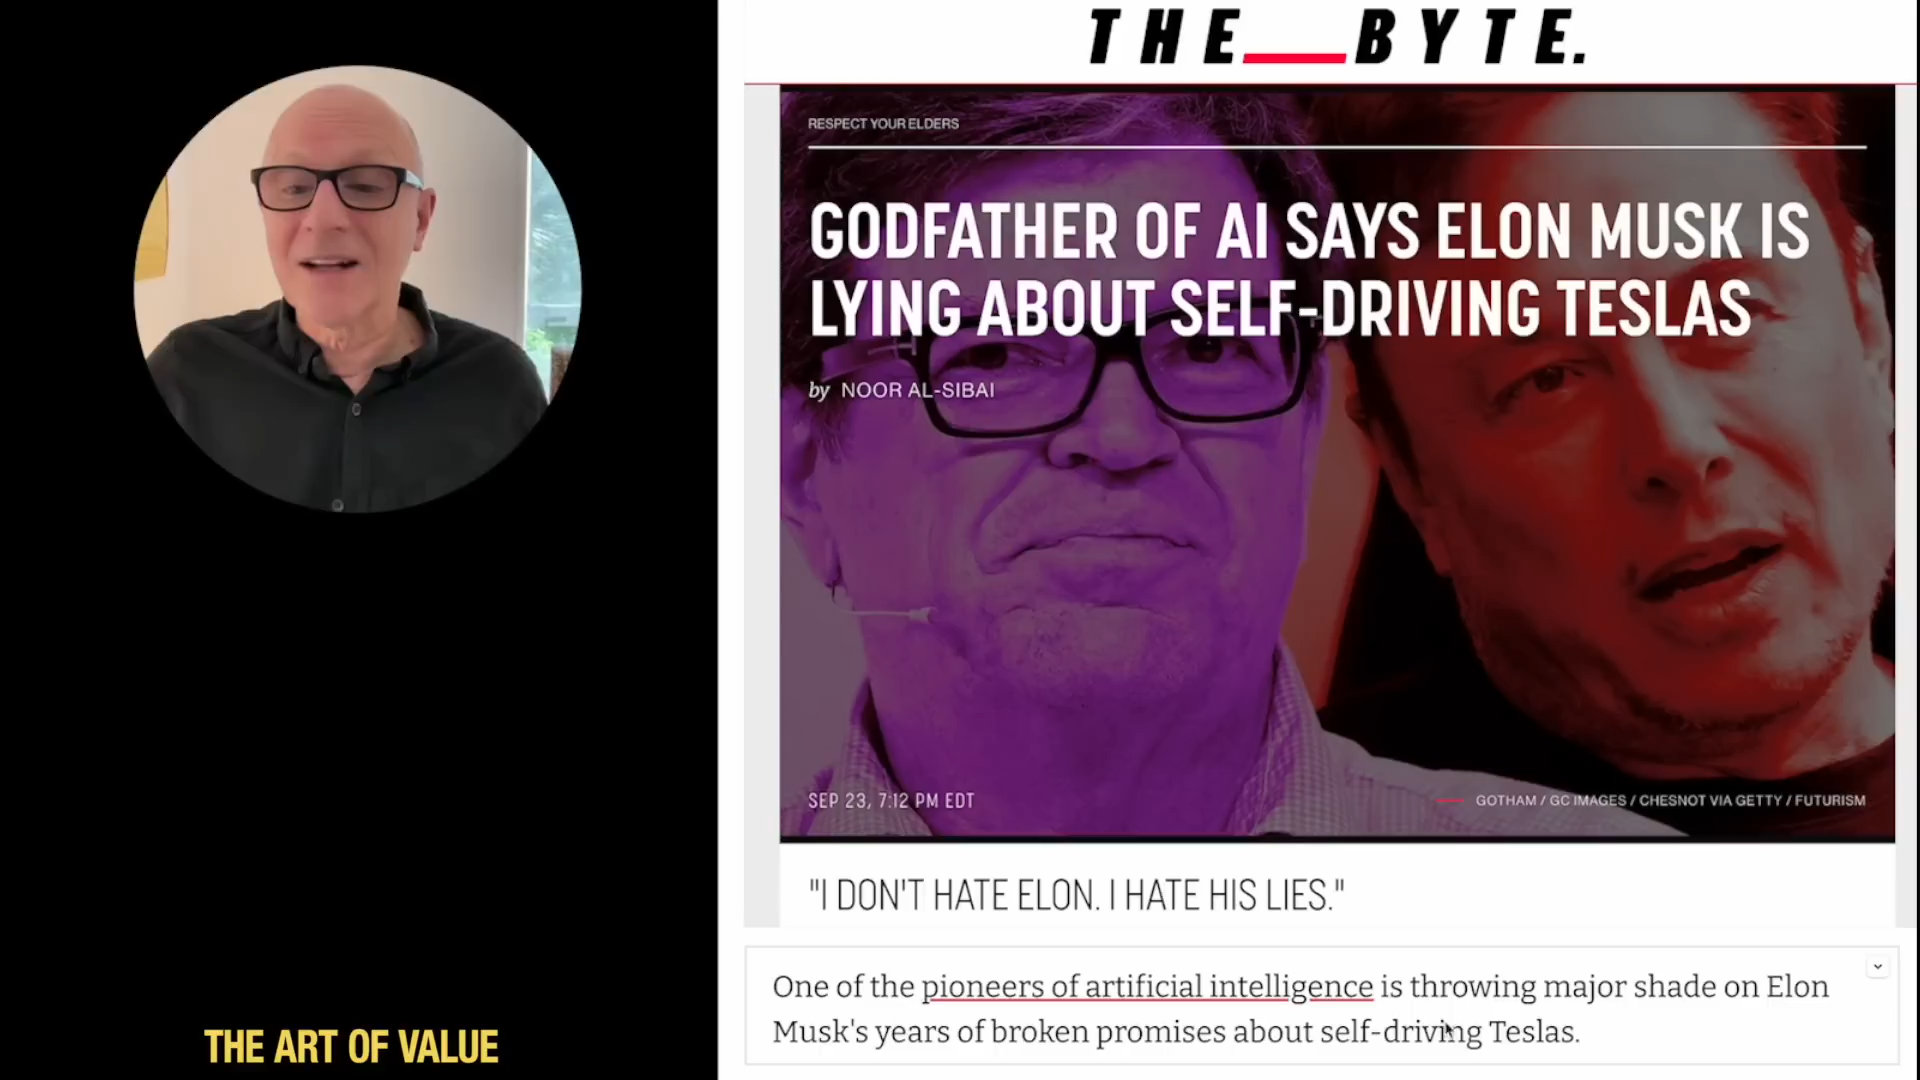 THE__BYTE.
RESPECT YOUR ELDERS
GODFATHER OF AI SAYS ELON MUSK IS
LYING ABOUT SELF-DRIVING TESLAS
by NOOR AL-SIBAI
SEP 23, 7:12 PM EDT
GOTHAM / GC IMAGES / CHESNOT VIA GETTY / FUTURISM
"I DON'T HATE ELON. I HATE HIS LIES."
One of the pioneers of artificial intelligence is throwing major shade on Elon
Musk's years of broken promises about self-driving Teslas.
THE ART OF VALUE